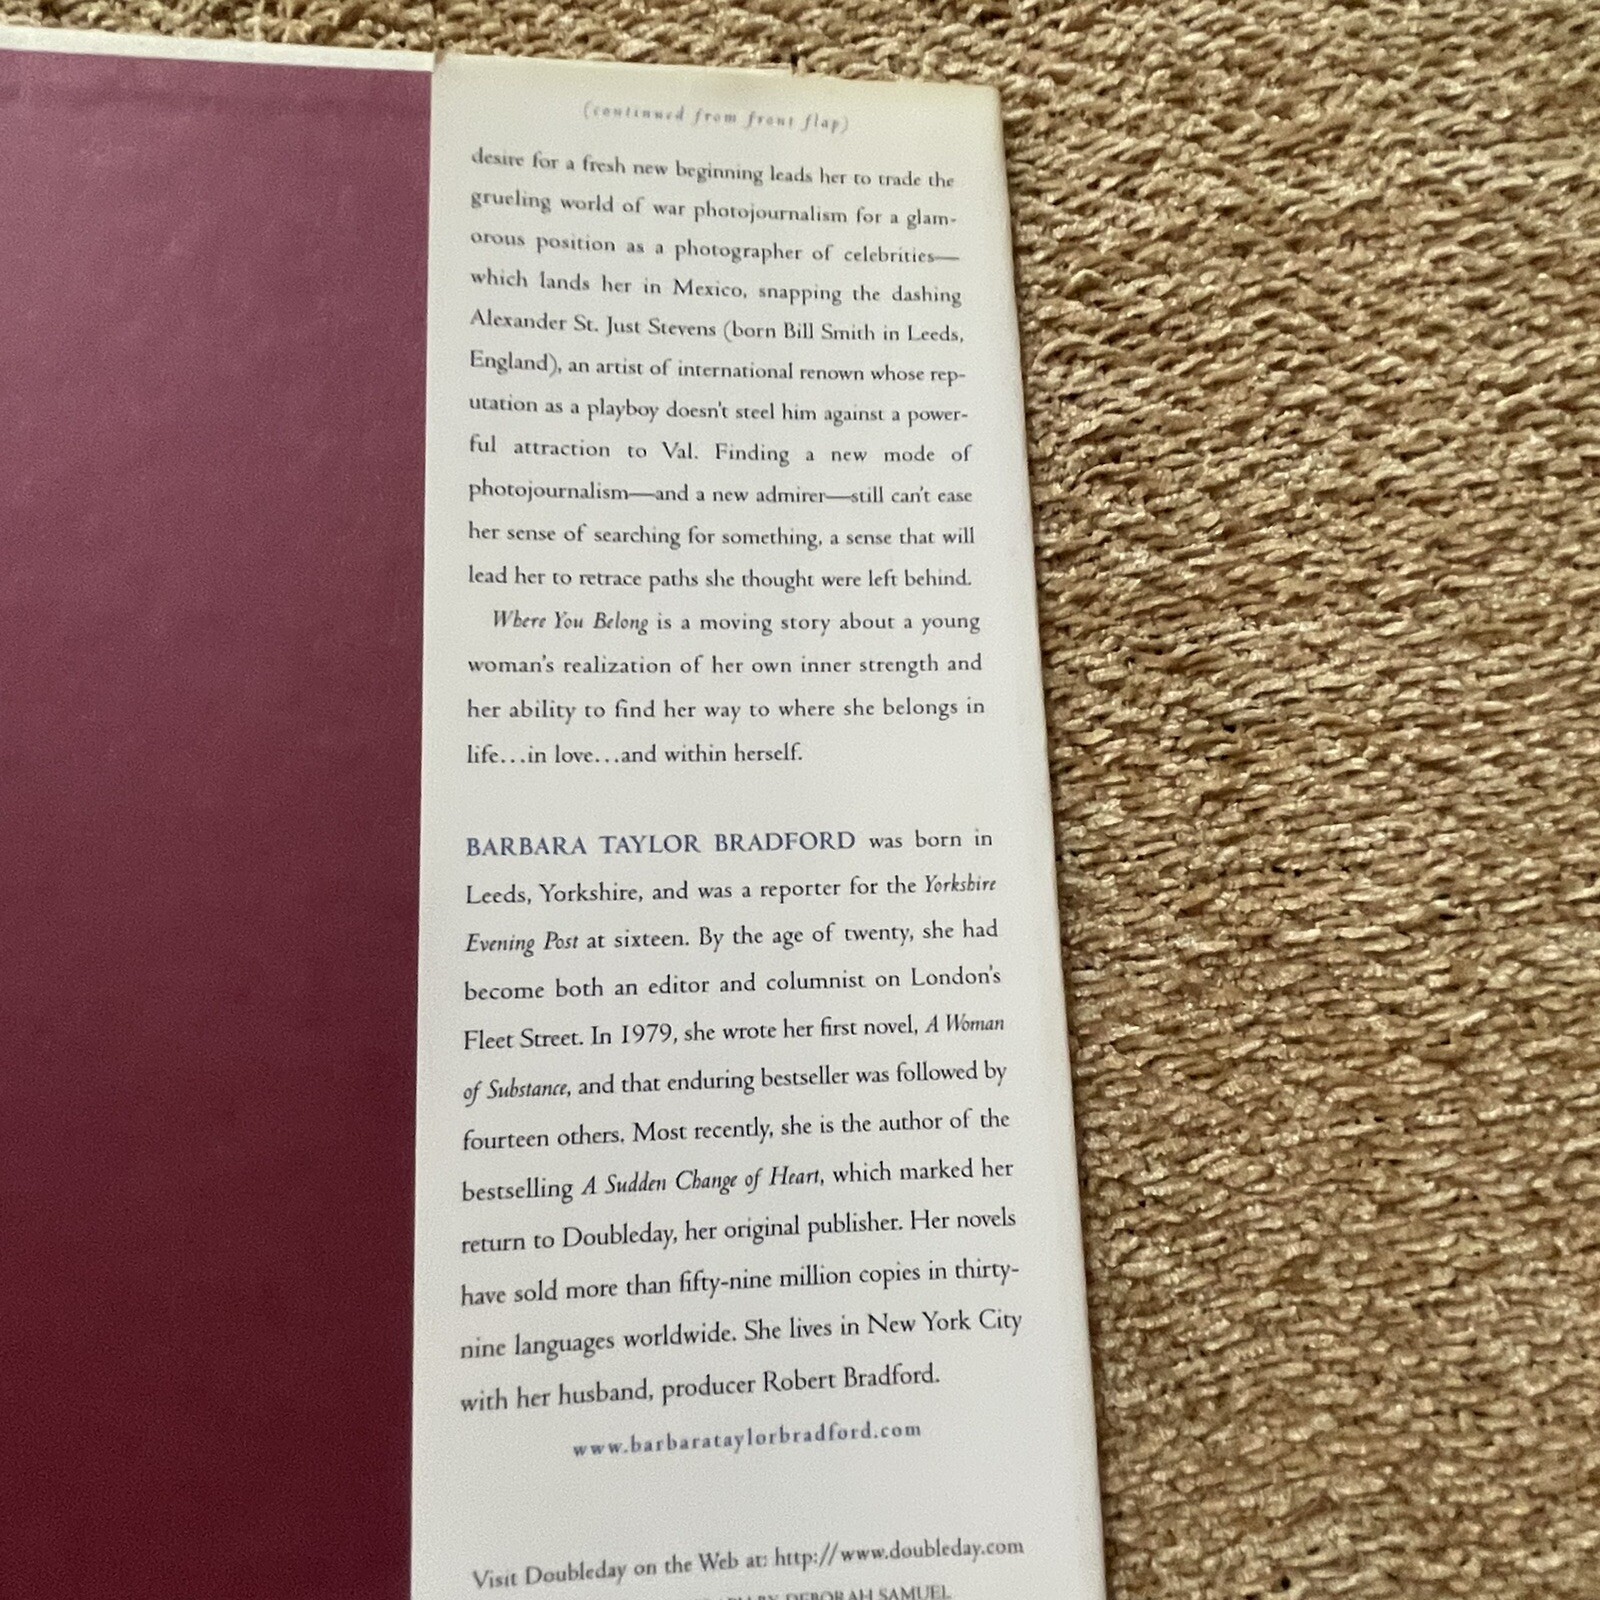 (continued from front flap)
desire for a fresh new beginning leads her to trade the
grueling world of war photojournalism for a glam-
orous position as a photographer of celebrities—
which lands her in Mexico, snapping the dashing
Alexander St. Just Stevens (born Bill Smith in Leeds,
England), an artist of international renown whose rep-
utation as a playboy doesn't steel him against a power-
ful attraction to Val. Finding a new mode of
photojournalism—and a new admirer—still can't ease
her sense of searching for something, a sense that will
lead her to retrace paths she thought were left behind.
Where You Belong is a moving story about a young
woman's realization of her own inner strength and
her ability to find her way to where she belongs in
life...in love...and within herself.
BARBARA TAYLOR BRADFORD was born in
Leeds, Yorkshire, and was a reporter for the Yorkshire
Evening Post at sixteen. By the age of twenty, she had
become both an editor and columnist on London's
Fleet Street. In 1979, she wrote her first novel, A Woman
of Substance, and that enduring bestseller was followed by
fourteen others. Most recently, she is the author of the
bestselling A Sudden Change of Heart, which marked her
return to Doubleday, her original publisher. Her novels
have sold more than fifty-nine million copies in thirty-
nine languages worldwide. She lives in New York City
with her husband, producer Robert Bradford.
www.barbarataylorbradford.com
Visit Doubleday on the Web at: http://www.doubleday.com
BY DEBORAH SAMUEL